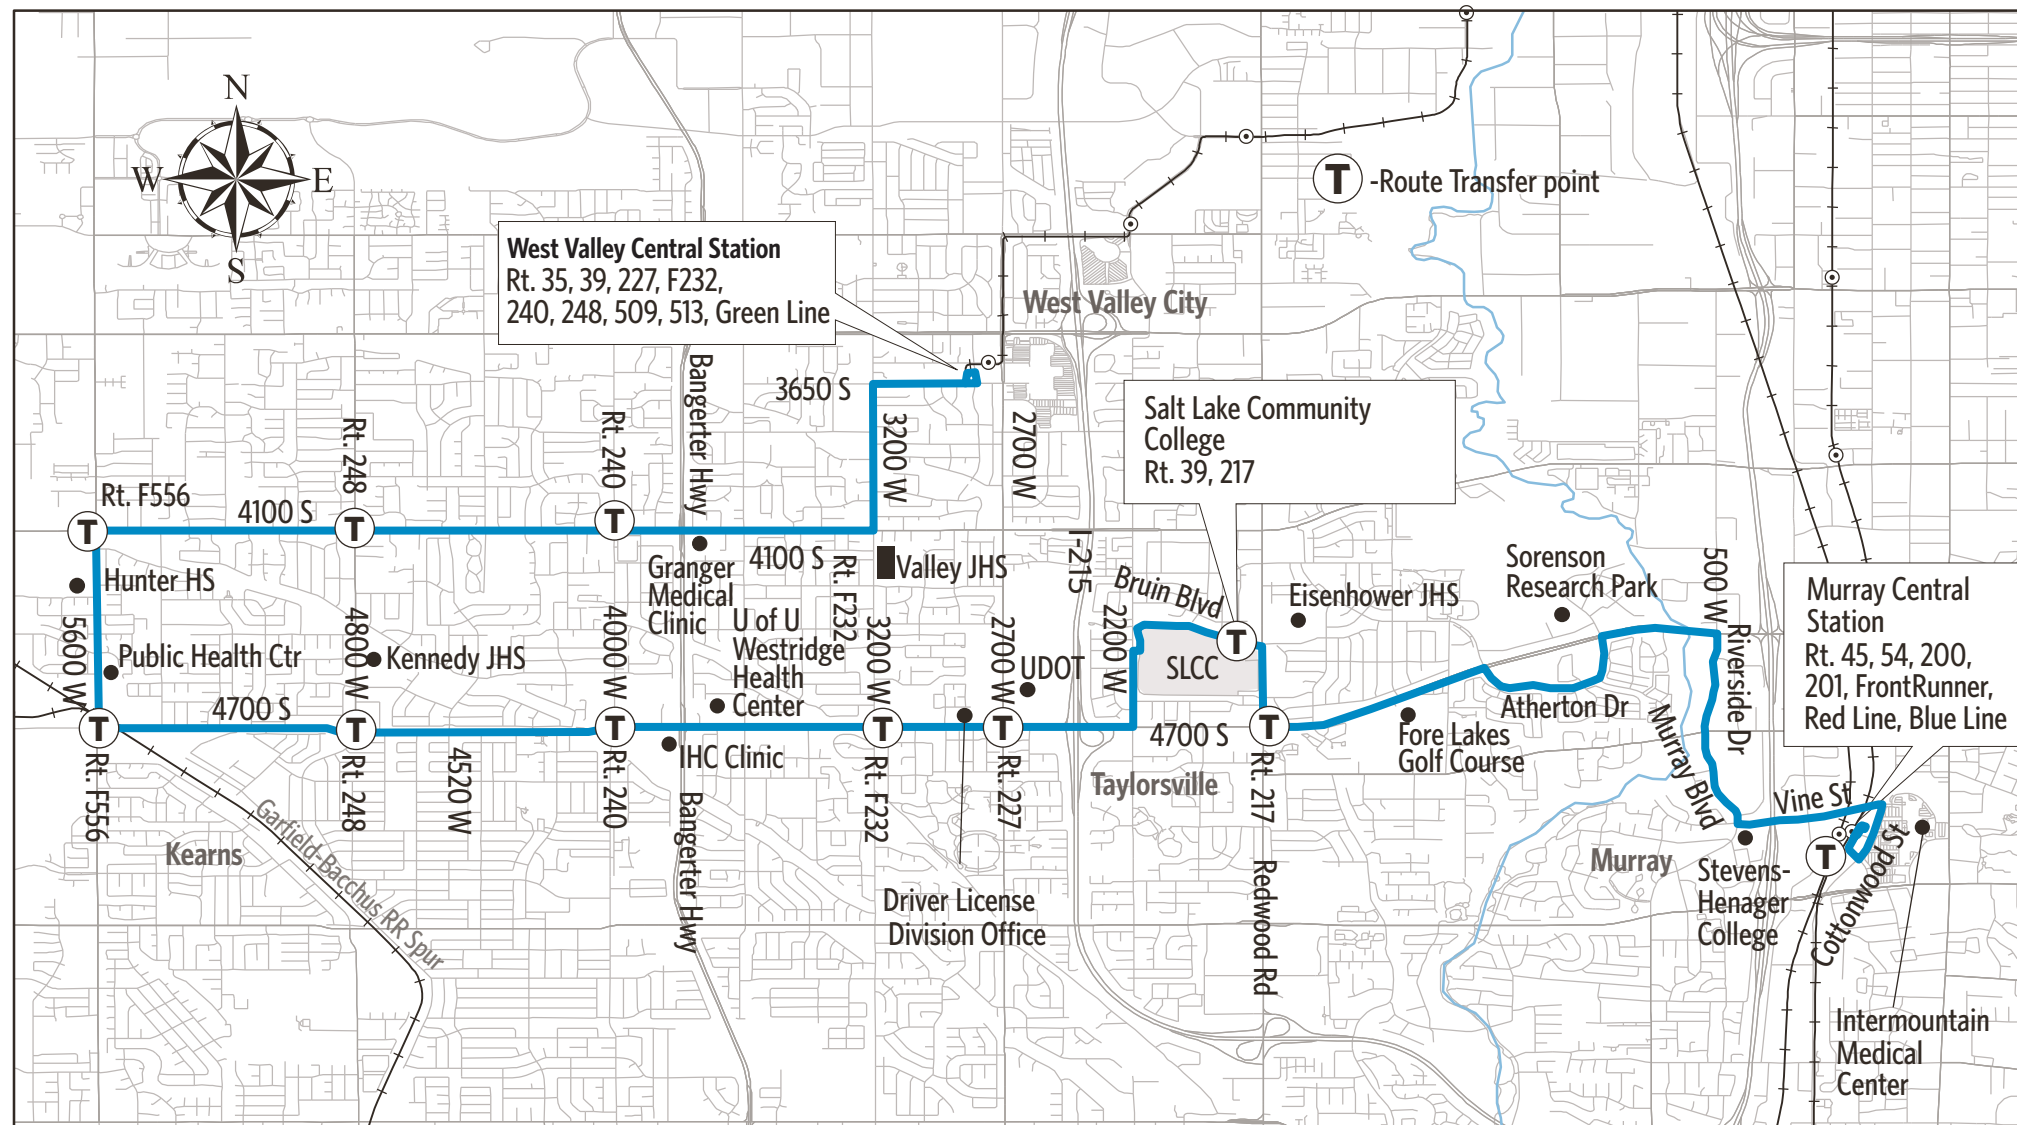 N
W
E
S
T
-Route Transfer point
West Valley Central Station
Rt. 35, 39, 227, F232,
240, 248, 509, 513, Green Line
West Valley City
3650 S
Bangerter Hwy
3200 W
2700 W
Salt Lake Community
College
Rt. 39, 217
Rt. F556
Rt. 248
Rt. 240
4100 S
T
T
T
4100 S
Hunter HS
Granger
Medical
Clinic
Rt. F232
Valley JHS
I-215
Bruin Blvd
Eisenhower JHS
Sorenson
Research Park
500 W
Murray Central
Station
Rt. 45, 54, 200,
201, FrontRunner,
Red Line, Blue Line
5600 W
Public Health Ctr
4800 W
Kennedy JHS
4000 W
U of U
Westridge
Health
Center
3200 W
2700 W
UDOT
2200 W
SLCC
T
Riverside Dr
4700 S
T
T
T
T
T
4700 S
T
Atherton Dr
Murray Blvd
Rt. F556
Rt. 248
4520 W
Rt. 240
IHC Clinic
Bangerter Hwy
Rt. F232
Rt. 227
Taylorsville
Rt. 217
Fore Lakes
Golf Course
Vine St
T
Kearns
Garfield-Bacchus RR Spur
Driver License
Division Office
Redwood Rd
Murray
Stevens-
Henager
College
Cottonwood St
Intermountain
Medical
Center